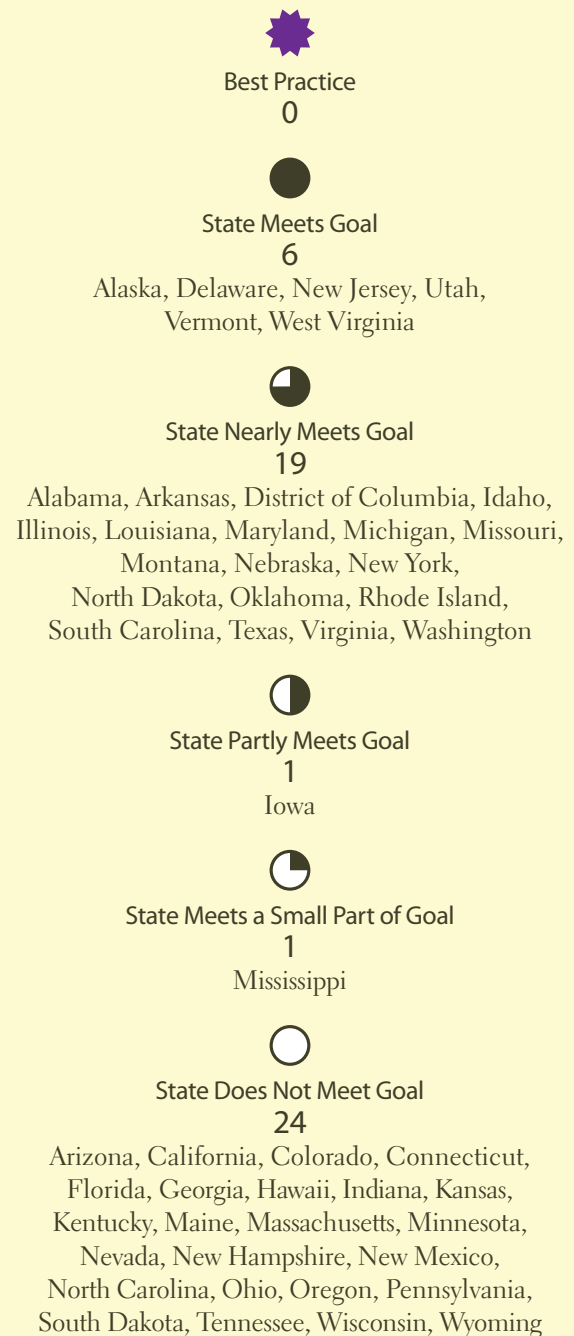 Best Practice
0
State Meets Goal
6
Alaska, Delaware, New Jersey, Utah,
Vermont, West Virginia
State Nearly Meets Goal
19
Alabama, Arkansas, District of Columbia, Idaho,
Illinois, Louisiana, Maryland, Michigan, Missouri,
Montana, Nebraska, New York,
North Dakota, Oklahoma, Rhode Island,
South Carolina, Texas, Virginia, Washington
State Partly Meets Goal
1
Iowa
State Meets a Small Part of Goal
1
Mississippi
State Does Not Meet Goal
24
Arizona, California, Colorado, Connecticut,
Florida, Georgia, Hawaii, Indiana, Kansas,
Kentucky, Maine, Massachusetts, Minnesota,
Nevada, New Hampshire, New Mexico,
North Carolina, Ohio, Oregon, Pennsylvania,
South Dakota, Tennessee, Wisconsin, Wyoming